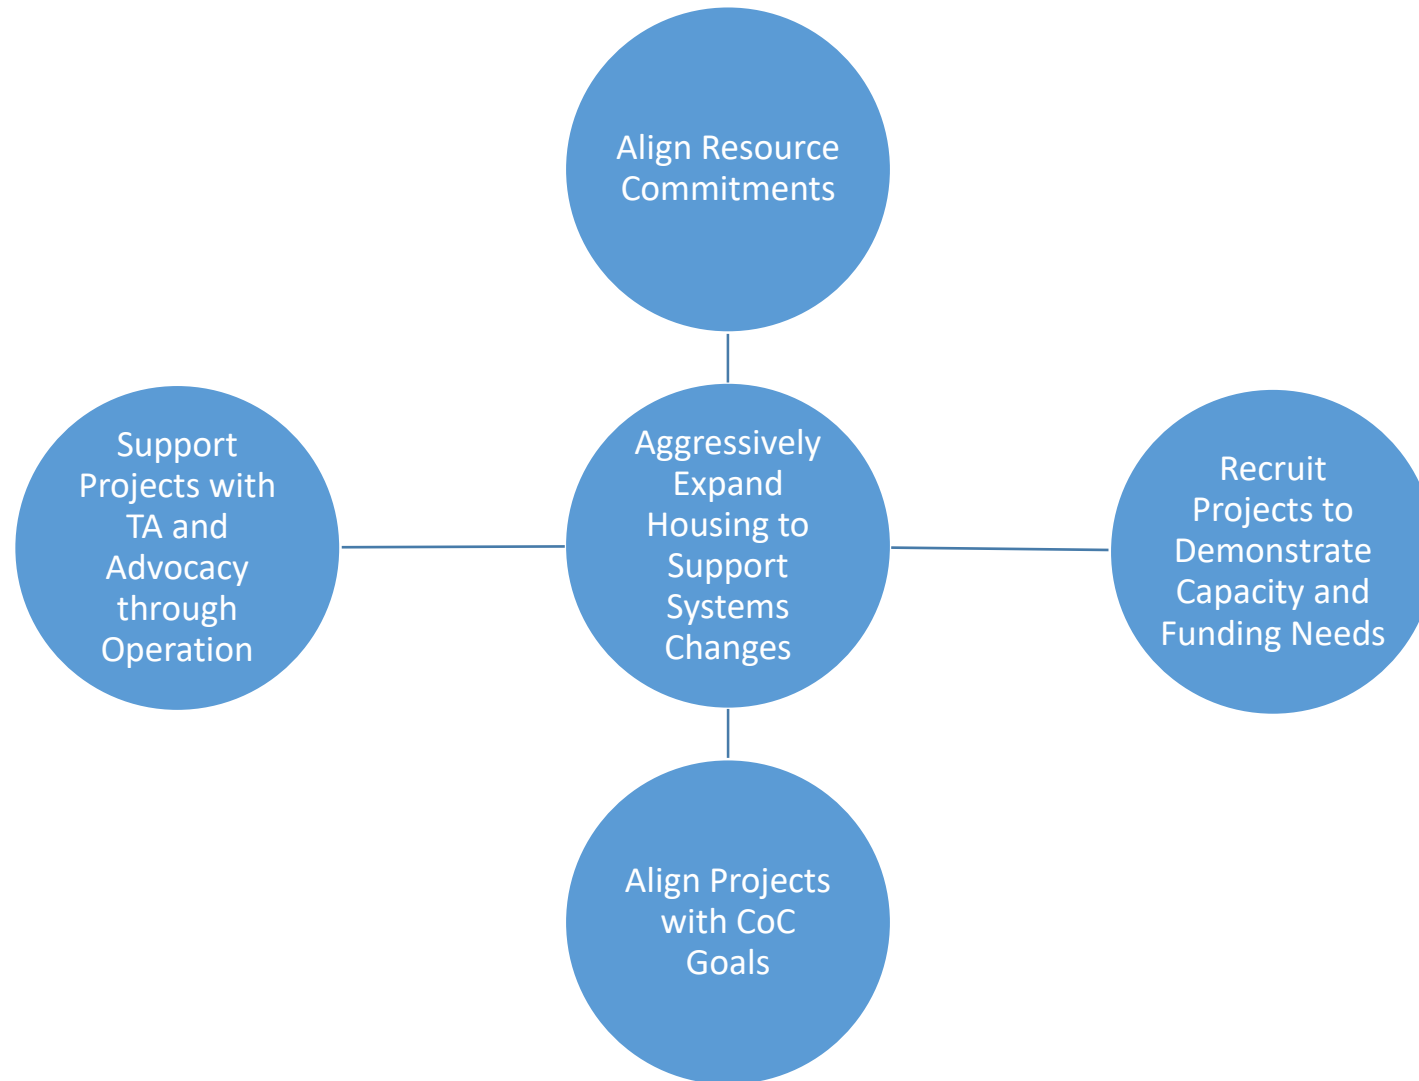 Align Resource
Commitments
Support
Projects with
TA and
Advocacy
through
Operation
Aggressively
Expand
Housing to
Support
Systems
Changes
Recruit
Projects to
Demonstrate
Capacity and
Funding Needs
Align Projects
with CoC
Goals